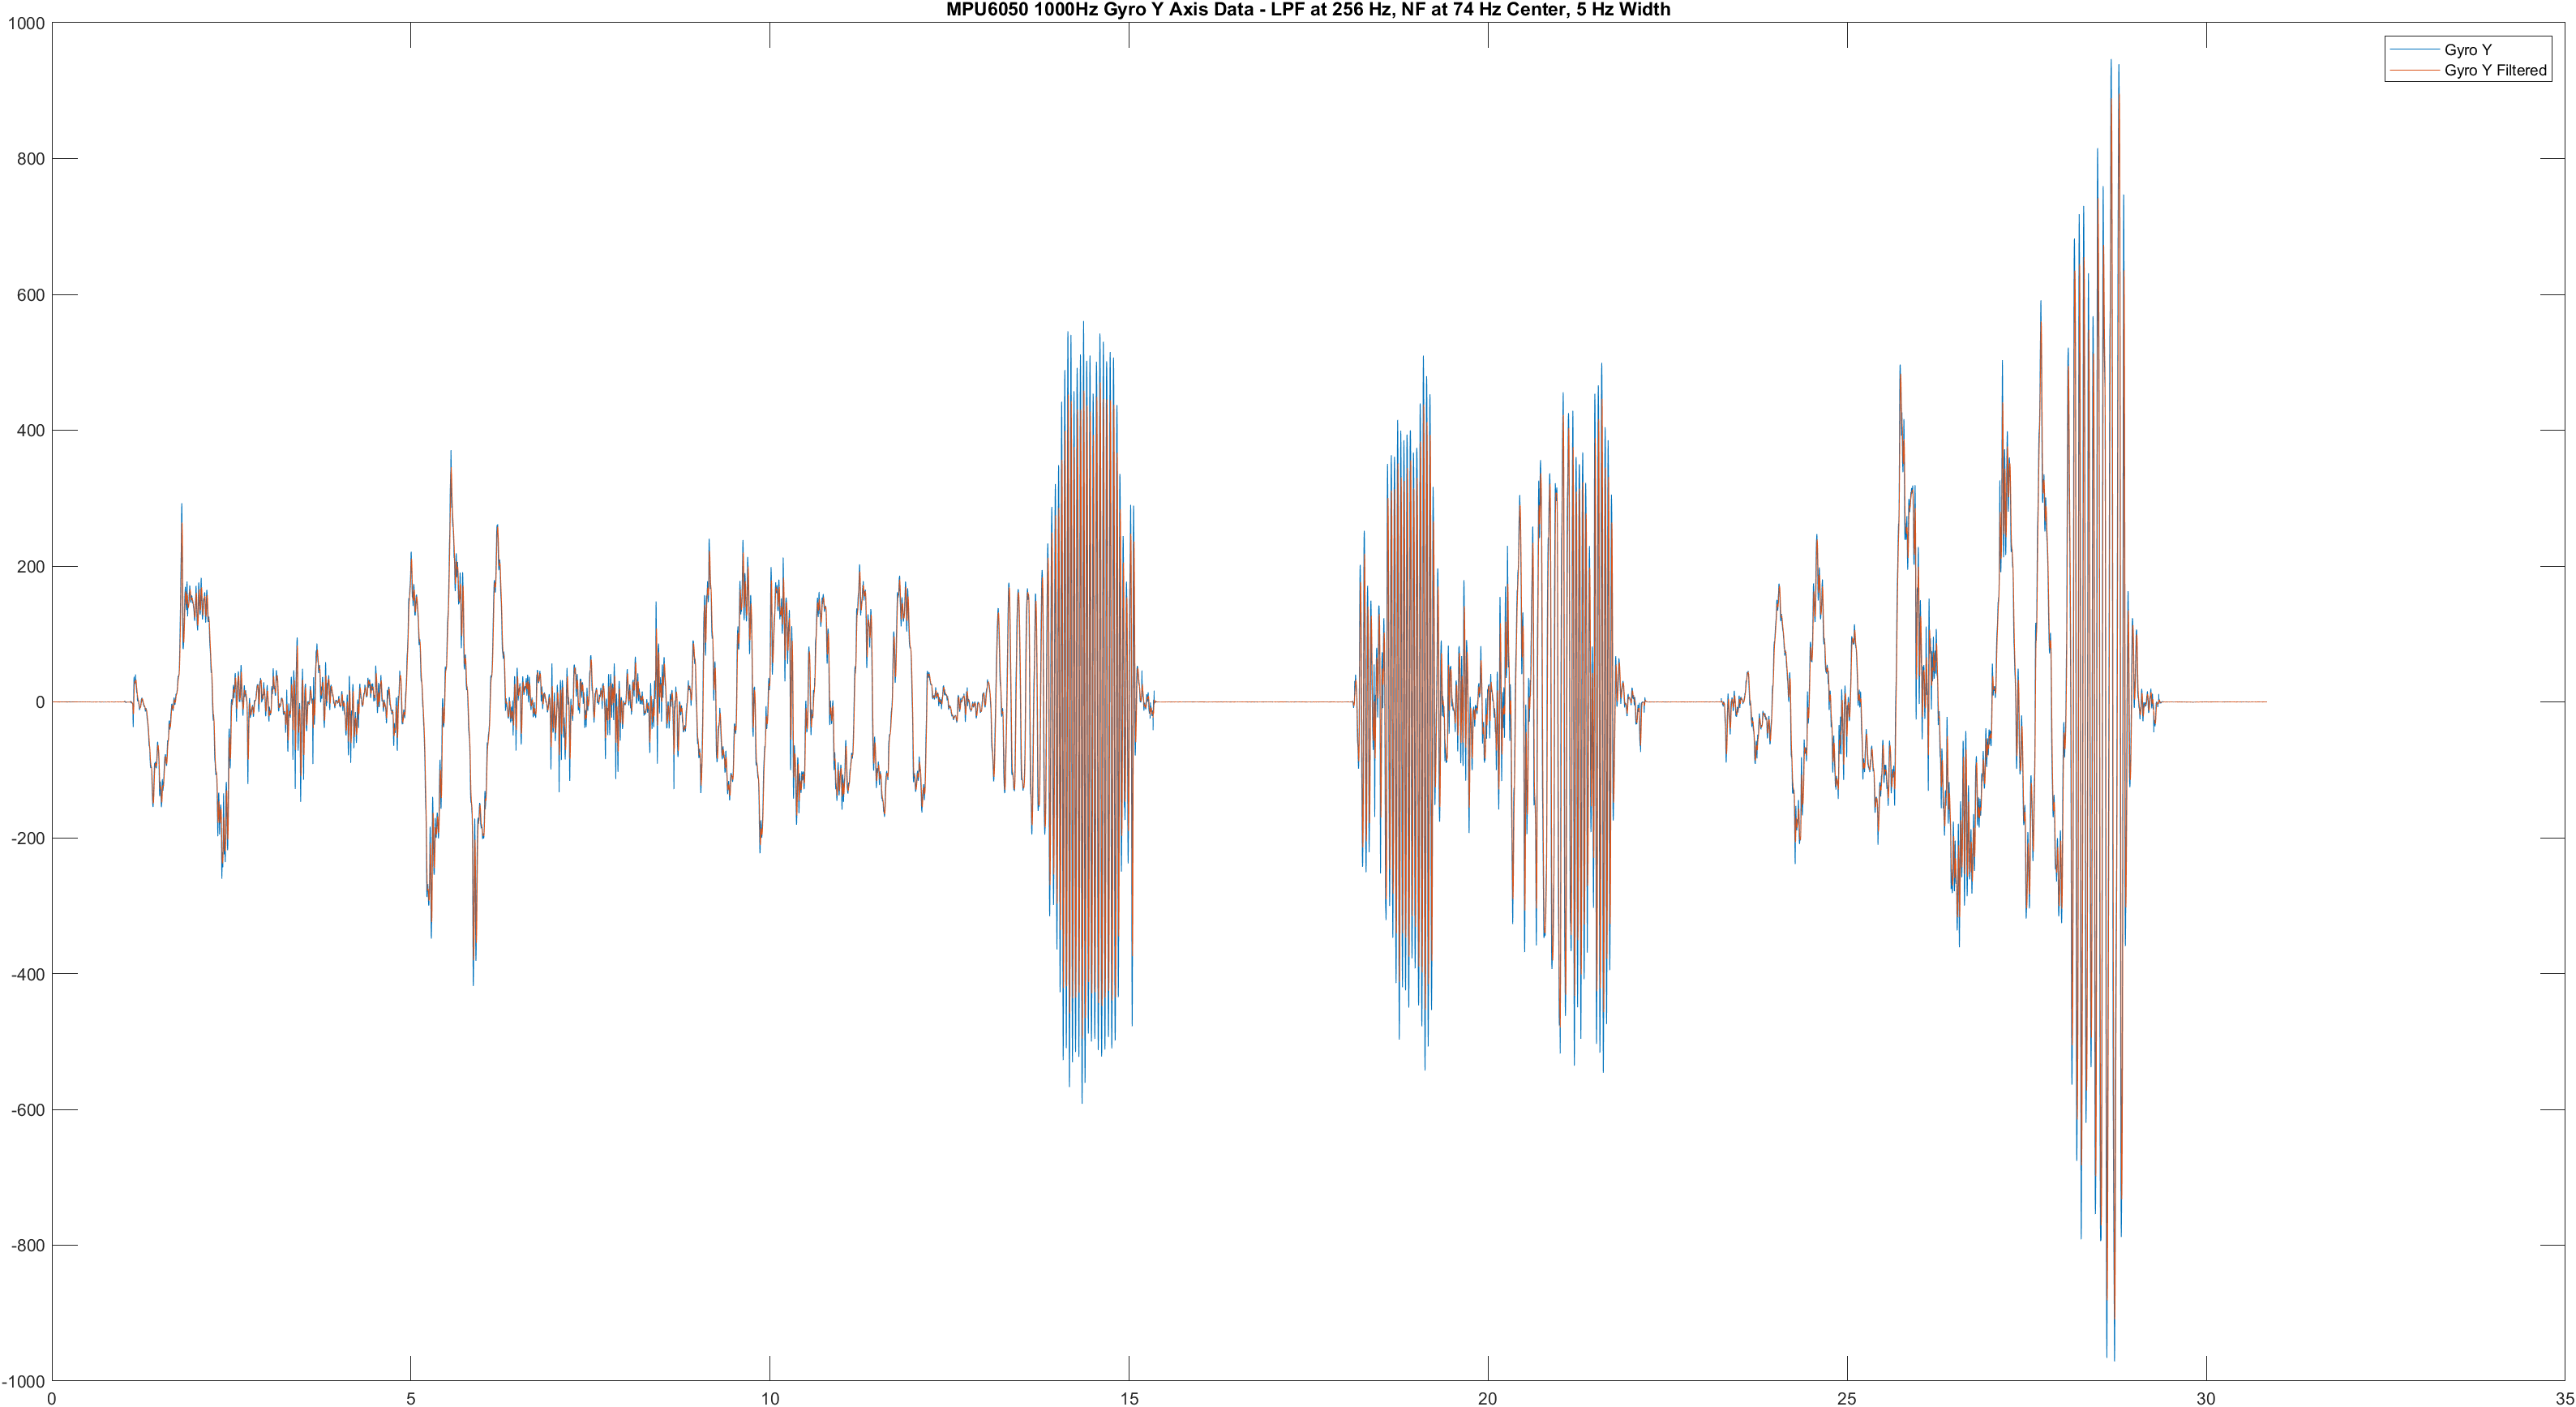 MPU6050 1000Hz Gyro Y Axis Data - LPF at 256 Hz, NF at 74 Hz Center, 5 Hz Width
Gyro Y
Gyro Y Filtered
1000
800
600
400
200
0
-200
-400
-600
-800
-1000
0 5 10 15 20 25 30 35